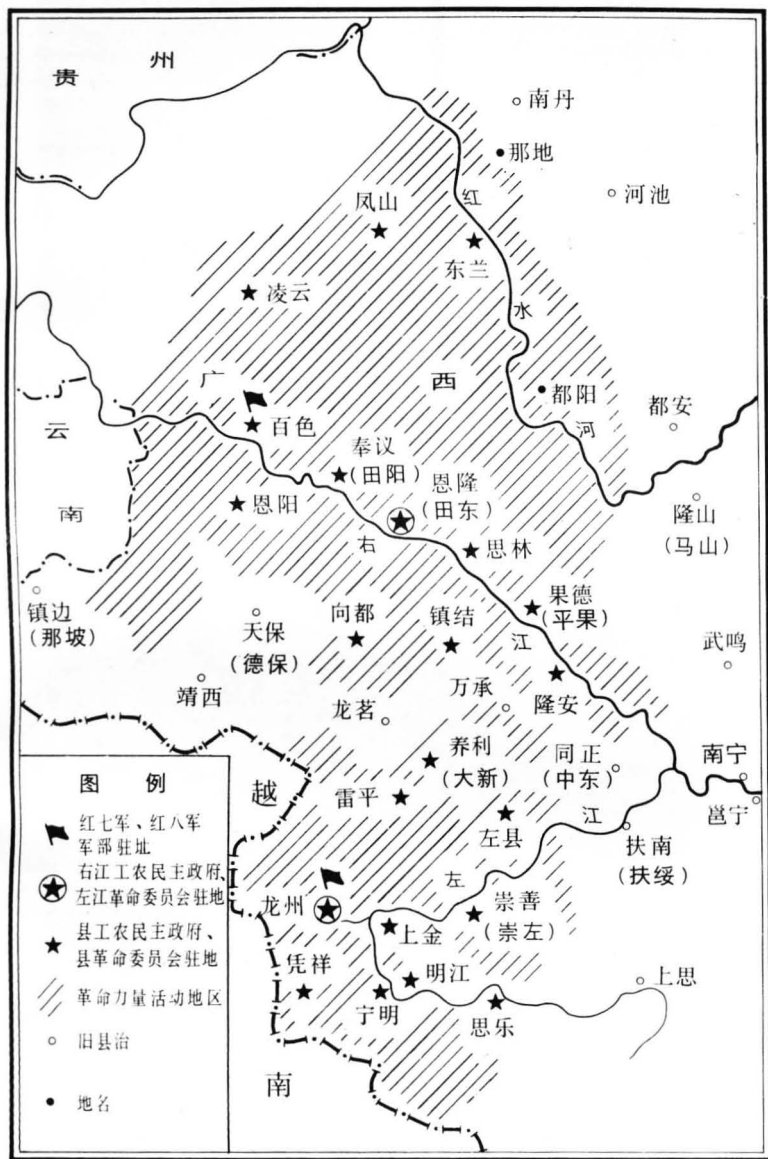 贵州
南丹
那地
红
河池
凤山
东兰
凌云
水
广西
都阳
河
都安
云南
百色
奉议
(田阳)
恩隆
(田东)
恩阳
右
思林
隆山
(马山)
镇边
(那坡)
天保
(德保)
向都
镇结
果德
(平果)
江
武鸣
靖西
龙茗
万承
隆安
养利
(大新)
同正
(中东)
南宁
邕宁
越
雷平
左县
江
扶南
(扶绥)
左
龙州
上金
崇善
(崇左)
凭祥
宁明
明江
思乐
上思
南
图例
红七军、红八军
军部驻址
右江工农民主政府、
左江革命委员会驻地
县工农民主政府、
县革命委员会驻地
革命力量活动地区
旧县治
地名